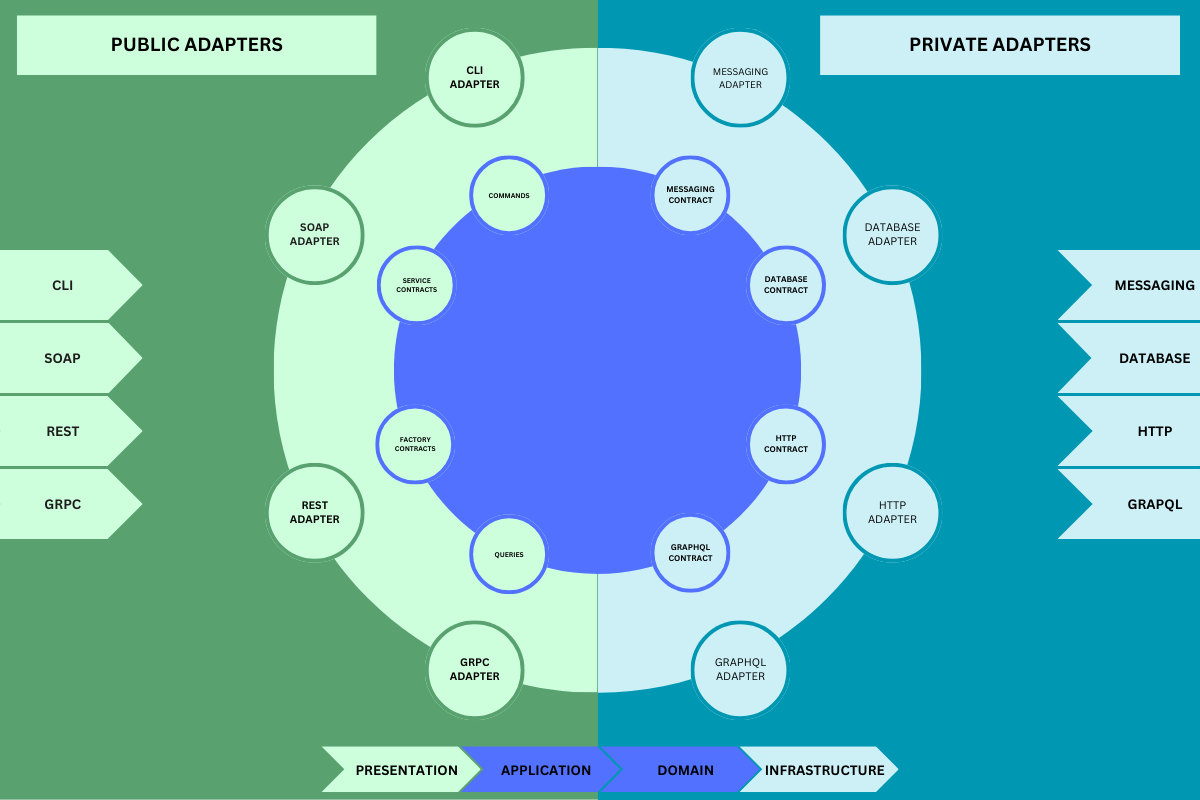 PUBLIC ADAPTERS
PRIVATE ADAPTERS
CLI
ADAPTER
MESSAGING
ADAPTER
COMMANDS
MESSAGING
CONTRACT
SOAP
ADAPTER
DATABASE
ADAPTER
SERVICE
CONTRACTS
DATABASE
CONTRACT
CLI
SOAP
REST
GRPC
MESSAGING
DATABASE
HTTP
GRAPQL
FACTORY
CONTRACTS
HTTP
CONTRACT
REST
ADAPTER
HTTP
ADAPTER
QUERIES
GRAPHQL
CONTRACT
GRPC
ADAPTER
GRAPHQL
ADAPTER
PRESENTATION
APPLICATION
DOMAIN
INFRASTRUCTURE